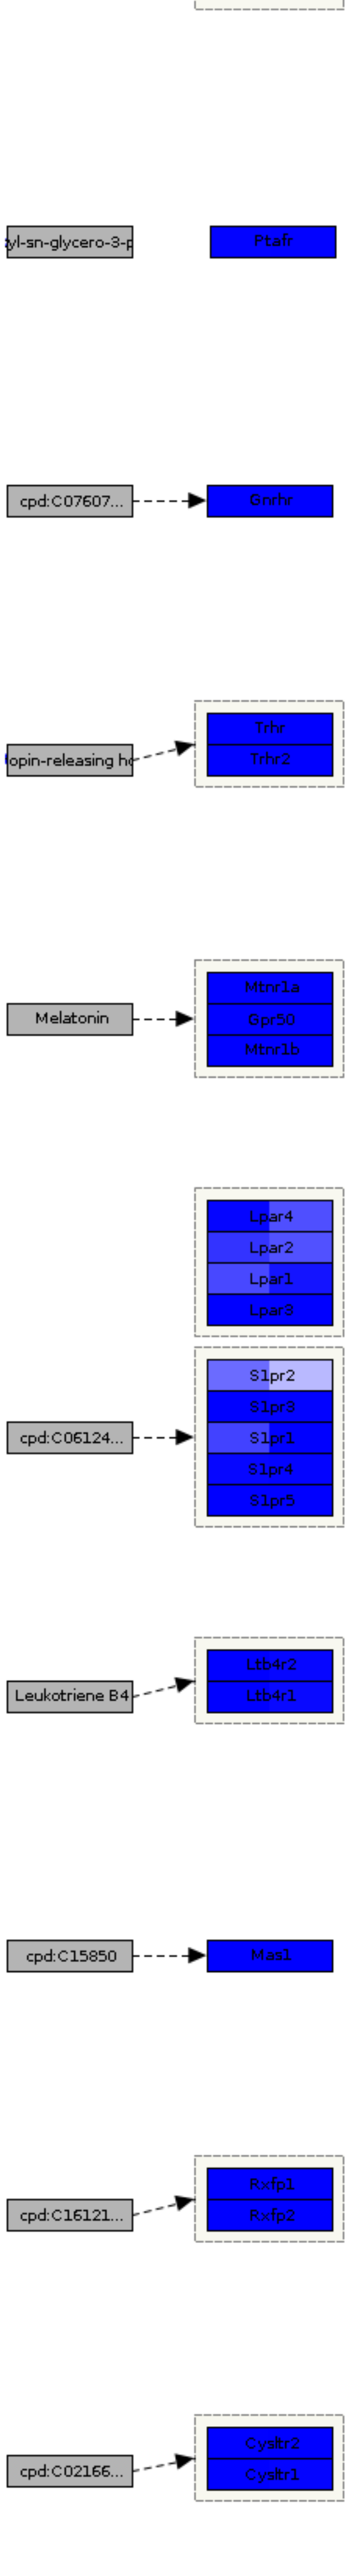 yl-sn-glycero-3-p
Ptafr
cpd:C07607...
Gnrhr
Trhr
opin-releasing ho
Trhr2
Mtnr1a
Melatonin
Gpr50
Mtnr1b
Lpar4
Lpar2
Lpar1
Lpar3
S1pr2
S1pr3
cpd:C06124...
S1pr1
S1pr4
S1pr5
Ltb4r2
Leukotriene B4
Ltb4r1
cpd:C15850
Mas1
Rxfp1
cpd:C16121...
Rxfp2
Cysltr2
cpd:C02166...
Cysltr1